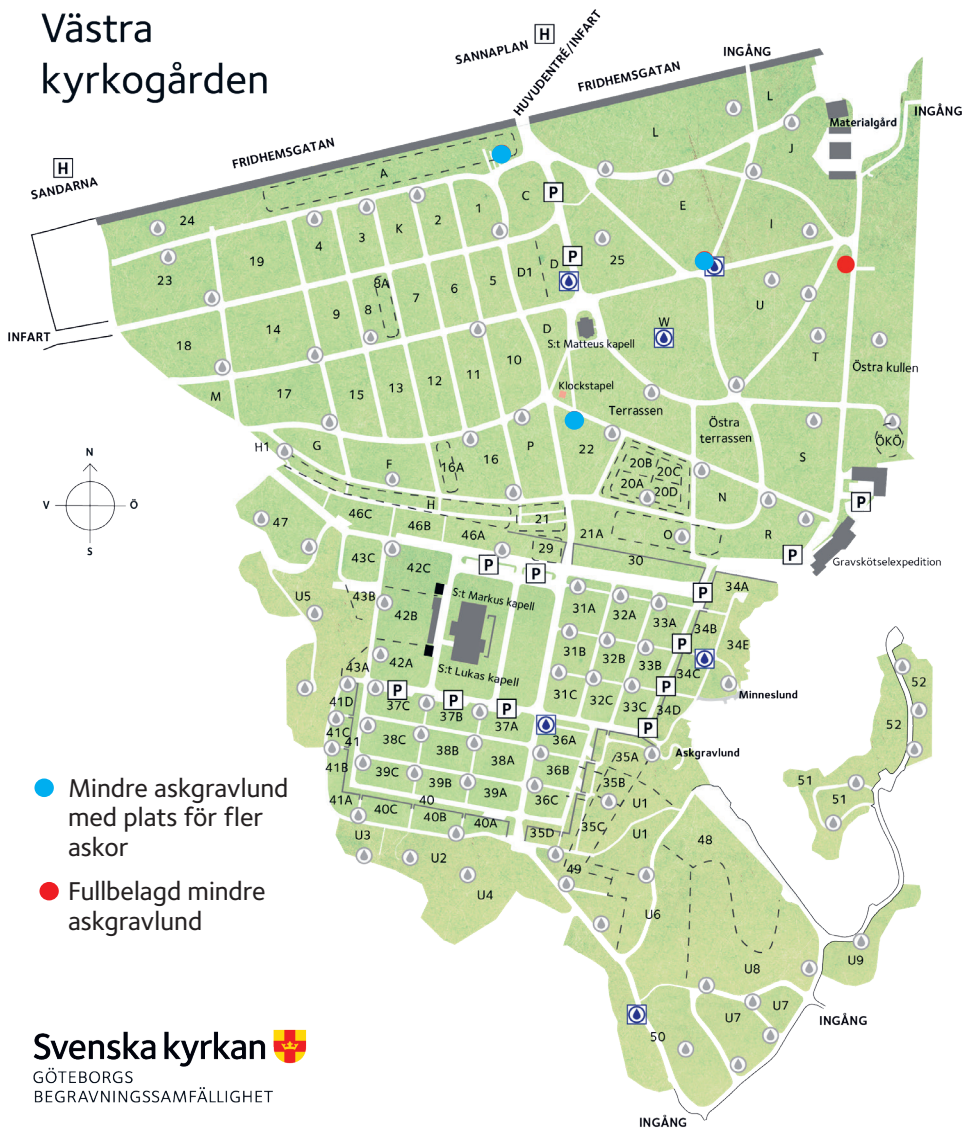 Västra
kyrkogården
H
SANNAPLAN
HUVUDENTRÉ/INFART
FRIDHEMSGATAN
INGÅNG
INGÅNG
H
SANDARNA
FRIDHEMSGATAN
Materialgård
L
L
J
A
24
4
3
K
2
1
C
P
E
I
23
19
8A
8
9
7
6
5
D1
D
P
25
U
INFART
18
14
D
S:t Matteus kapell
W
T
Östra kullen
M
17
15
13
12
11
10
Klockstapel
Terrassen
Östra
terrassen
ÖKÖ
H1
G
F
16A
16
P
22
20B
20C
20A
20D
N
S
N
V
Ö
S
H
21
21A
O
R
P
P
Gravskötselexpedition
47
46C
46B
46A
29
30
43C
42C
P
P
34A
U5
43B
42B
S:t Markus kapell
31A
32A
33A
P
34B
34E
43A
42A
S:t Lukas kapell
31B
32B
33B
P
34C
31C
32C
33C
P
34D
Minneslund
41D
P
37C
P
37B
P
37A
P
41C
41
38C
38B
38A
36A
35A
Askgravlund
41B
39C
39B
39A
36B
35B
41A
40C
40
40B
40A
36C
35C
U1
U1
U3
U2
35D
49
48
U4
U6
U8
U7
U7
50
U9
52
52
51
51
INGÅNG
INGÅNG
Mindre askgravlund
med plats för fler
askor
Fullbelagd mindre
askgravlund
Svenska kyrkan
GÖTEBORGS
BEGRAVNINGSSAMFÄLLIGHET